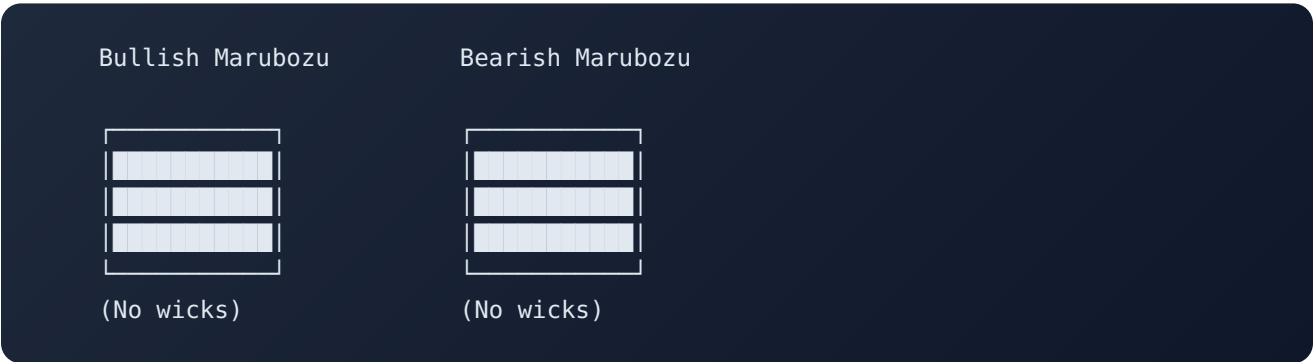 Bullish Marubozu         Bearish Marubozu

┌───────────┐            ┌───────────┐
│███████████│            │███████████│
│███████████│            │███████████│
│███████████│            │███████████│
└───────────┘            └───────────┘
(No wicks)               (No wicks)